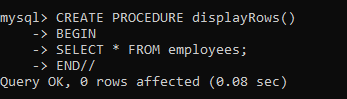 mysql> CREATE PROCEDURE displayRows()
-> BEGIN
-> SELECT * FROM employees;
-> END//
Query OK, 0 rows affected (0.08 sec)